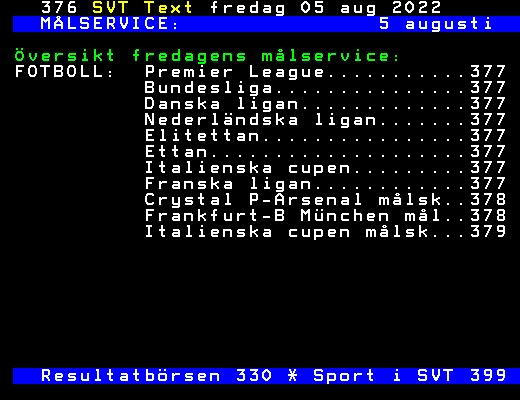 376 SVT Text fredag 05 aug 2022
MÅLSERVICE: 5 augusti
Översikt fredagens målservice:
FOTBOLL: Premier League...........377
Bundesliga...............377
Danska ligan.............377
Nederländska ligan.......377
Elitettan................377
Ettan....................377
Italienska cupen.........377
Franska ligan............377
Crystal P-Arsenal målsk..378
Frankfurt-B München mål..378
Italienska cupen målsk...379
Resultatbörsen 330 * Sport i SVT 399